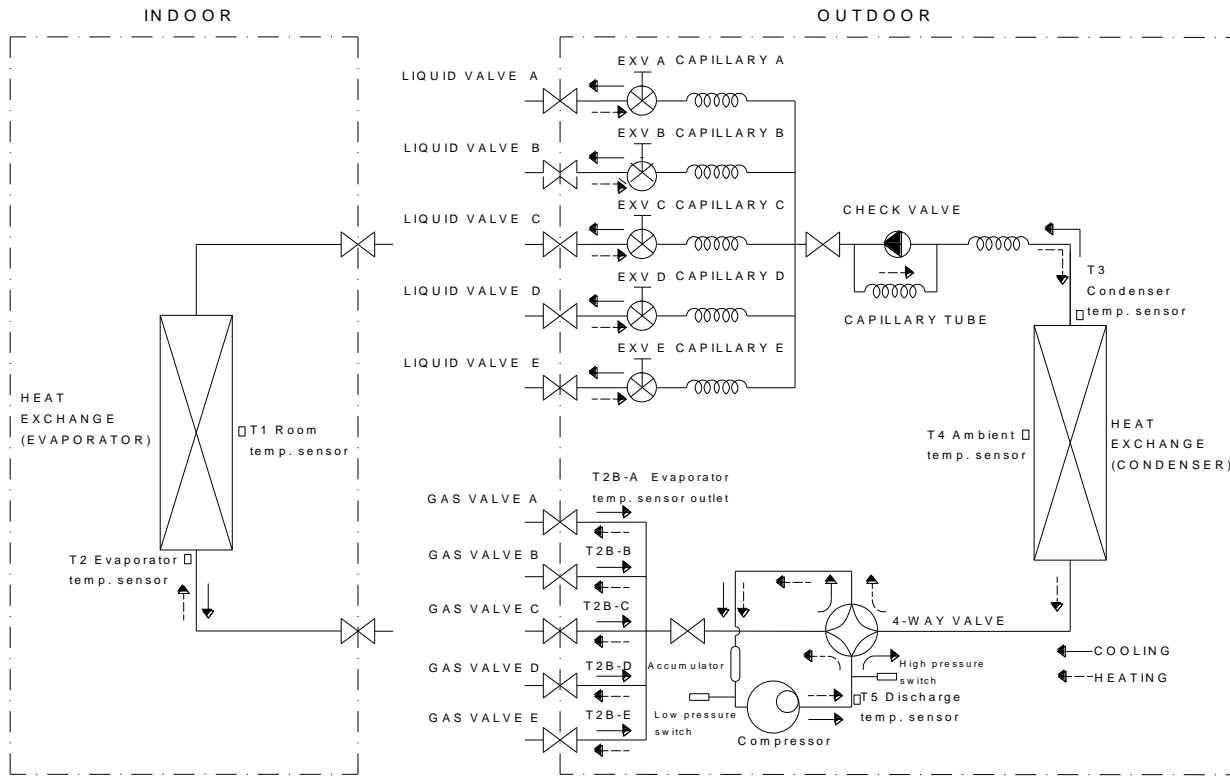 INDOOR
OUTDOOR
LIQUID VALVE A
EXV A CAPILLARY A
LIQUID VALVE B
EXV B CAPILLARY B
LIQUID VALVE C
EXV C CAPILLARY C
LIQUID VALVE D
EXV D CAPILLARY D
LIQUID VALVE E
EXV E CAPILLARY E
CHECK VALVE
CAPILLARY TUBE
T3
Condenser
temp. sensor
HEAT
EXCHANGE
(EVAPORATOR)
T1 Room
temp. sensor
T4 Ambient
temp. sensor
HEAT
EXCHANGE
(CONDENSER)
T2 Evaporator
temp. sensor
T2B-A Evaporator
temp. sensor outlet
GAS VALVE A
GAS VALVE B
T2B-B
GAS VALVE C
T2B-C
GAS VALVE D
T2B-D
GAS VALVE E
T2B-E
4-WAY VALVE
Accumulator
High pressure
switch
Low pressure
switch
T5 Discharge
temp. sensor
Compressor
COOLING
HEATING